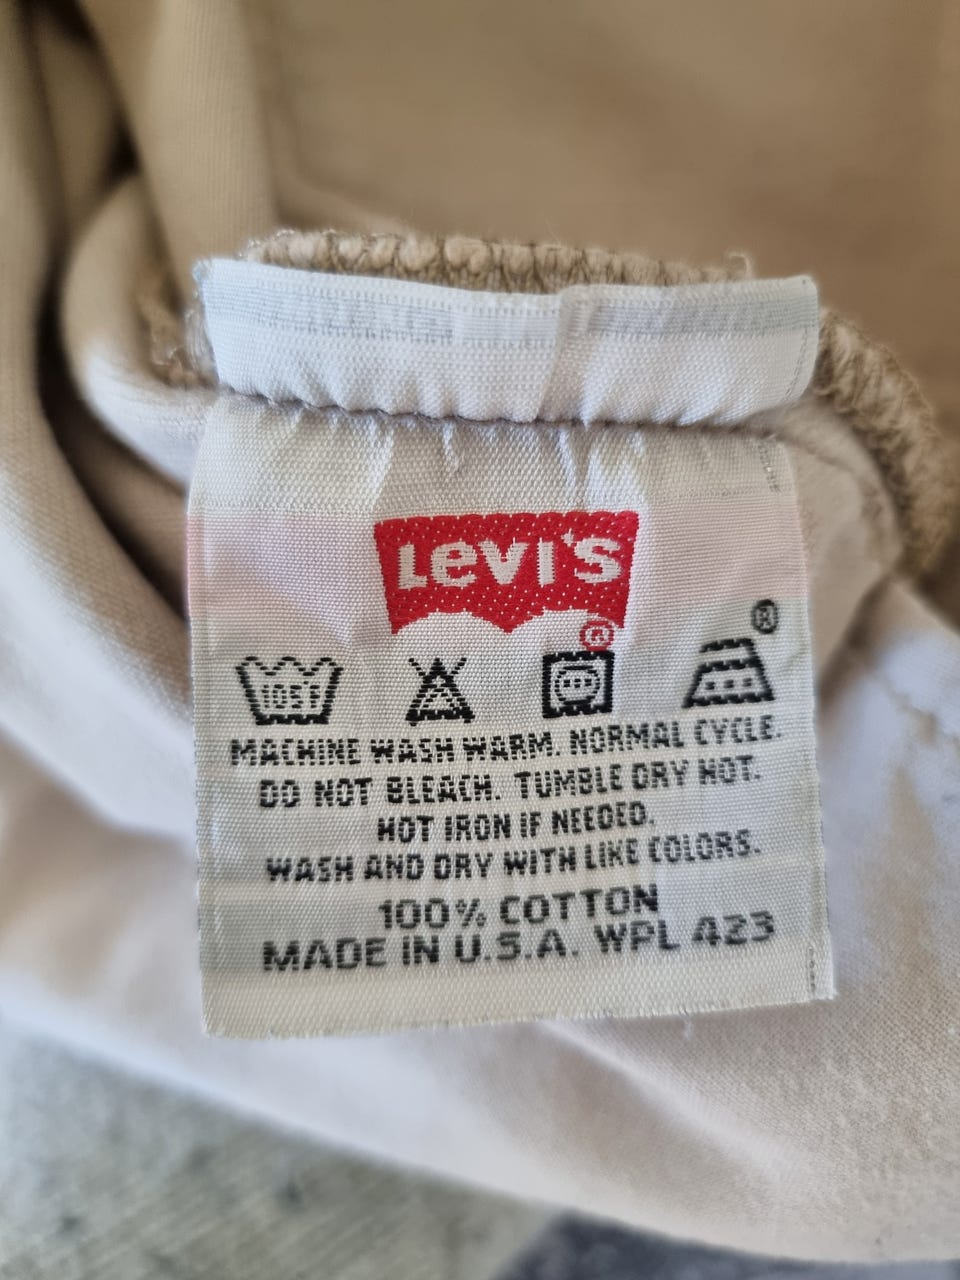 Levi's
®
®
105F
MACHINE WASH WARM. NORMAL CYCLE.
DO NOT BLEACH. TUMBLE DRY HOT.
HOT IRON IF NEEDED.
WASH AND DRY WITH LIKE COLORS.
100% COTTON
MADE IN U.S.A. WPL 423